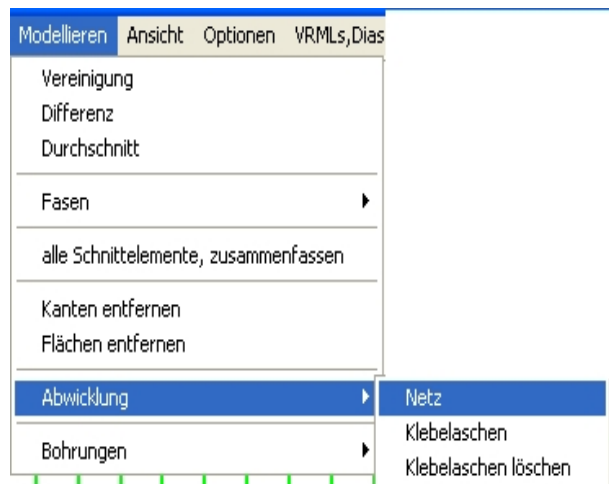 Modellieren Ansicht Optionen VRMLs,Dias
Vereinigung
Differenz
Durchschnitt
Fasen
alle Schnittelemente, zusammenfassen
Kanten entfernen
Flächen entfernen
Abwicklung
Netz
Bohrungen
Klebelaschen
Klebelaschen löschen